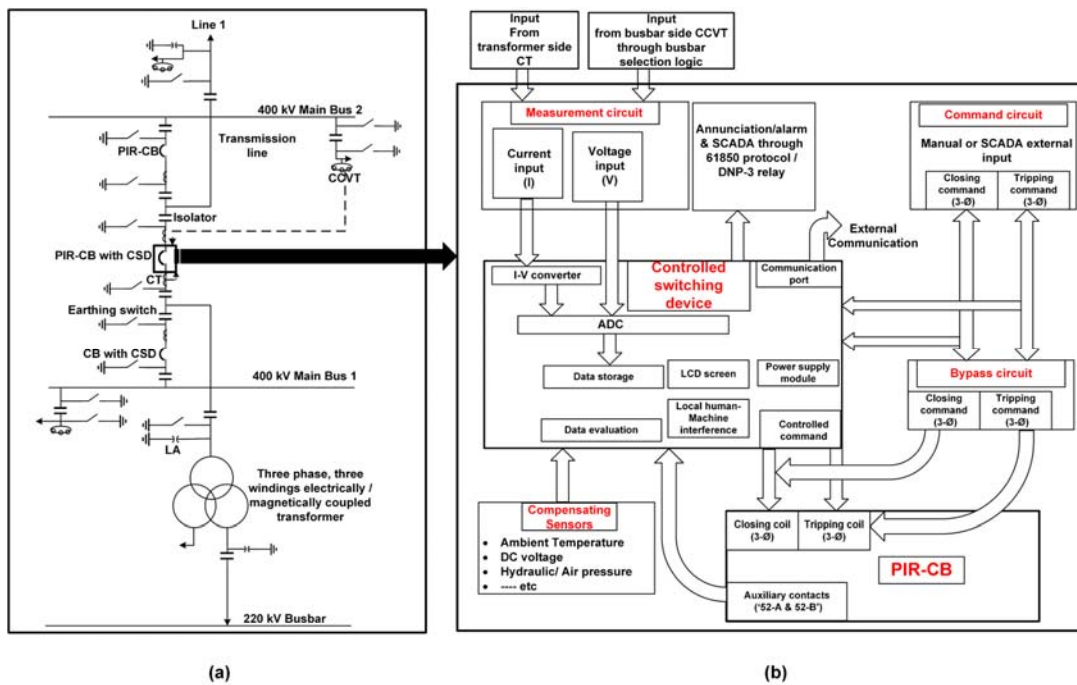 Line 1
400 kV Main Bus 2
PIR-CB
Transmission
line
CCVT
Isolator
PIR-CB with CSD
CT
Earthing switch
CB with CSD
400 kV Main Bus 1
LA
Three phase, three
windings electrically /
magnetically coupled
transformer
220 kV Busbar
(a)
Input
From
transformer side
CT
Input
from busbar side CCVT
through busbar
selection logic
Measurement circuit
Current
input
(I)
Voltage
input
(V)
Annunciation/alarm
& SCADA through
61850 protocol /
DNP-3 relay
Command circuit
Manual or SCADA external
input
Closing
command
(3-Ø)
Tripping
command
(3-Ø)
External
Communication
I-V converter
Controlled
switching
device
Communication
port
ADC
Data storage
LCD screen
Power supply
module
Data evaluation
Local human-
Machine
interference
Controlled
command
Bypass circuit
Closing
command
(3-Ø)
Tripping
command
(3-Ø)
Compensating
Sensors
• Ambient Temperature
• DC voltage
• Hydraulic/ Air pressure
• ---- etc
Closing coil
(3-Ø)
Tripping coil
(3-Ø)
PIR-CB
Auxiliary contacts
('52-A & 52-B')
(b)